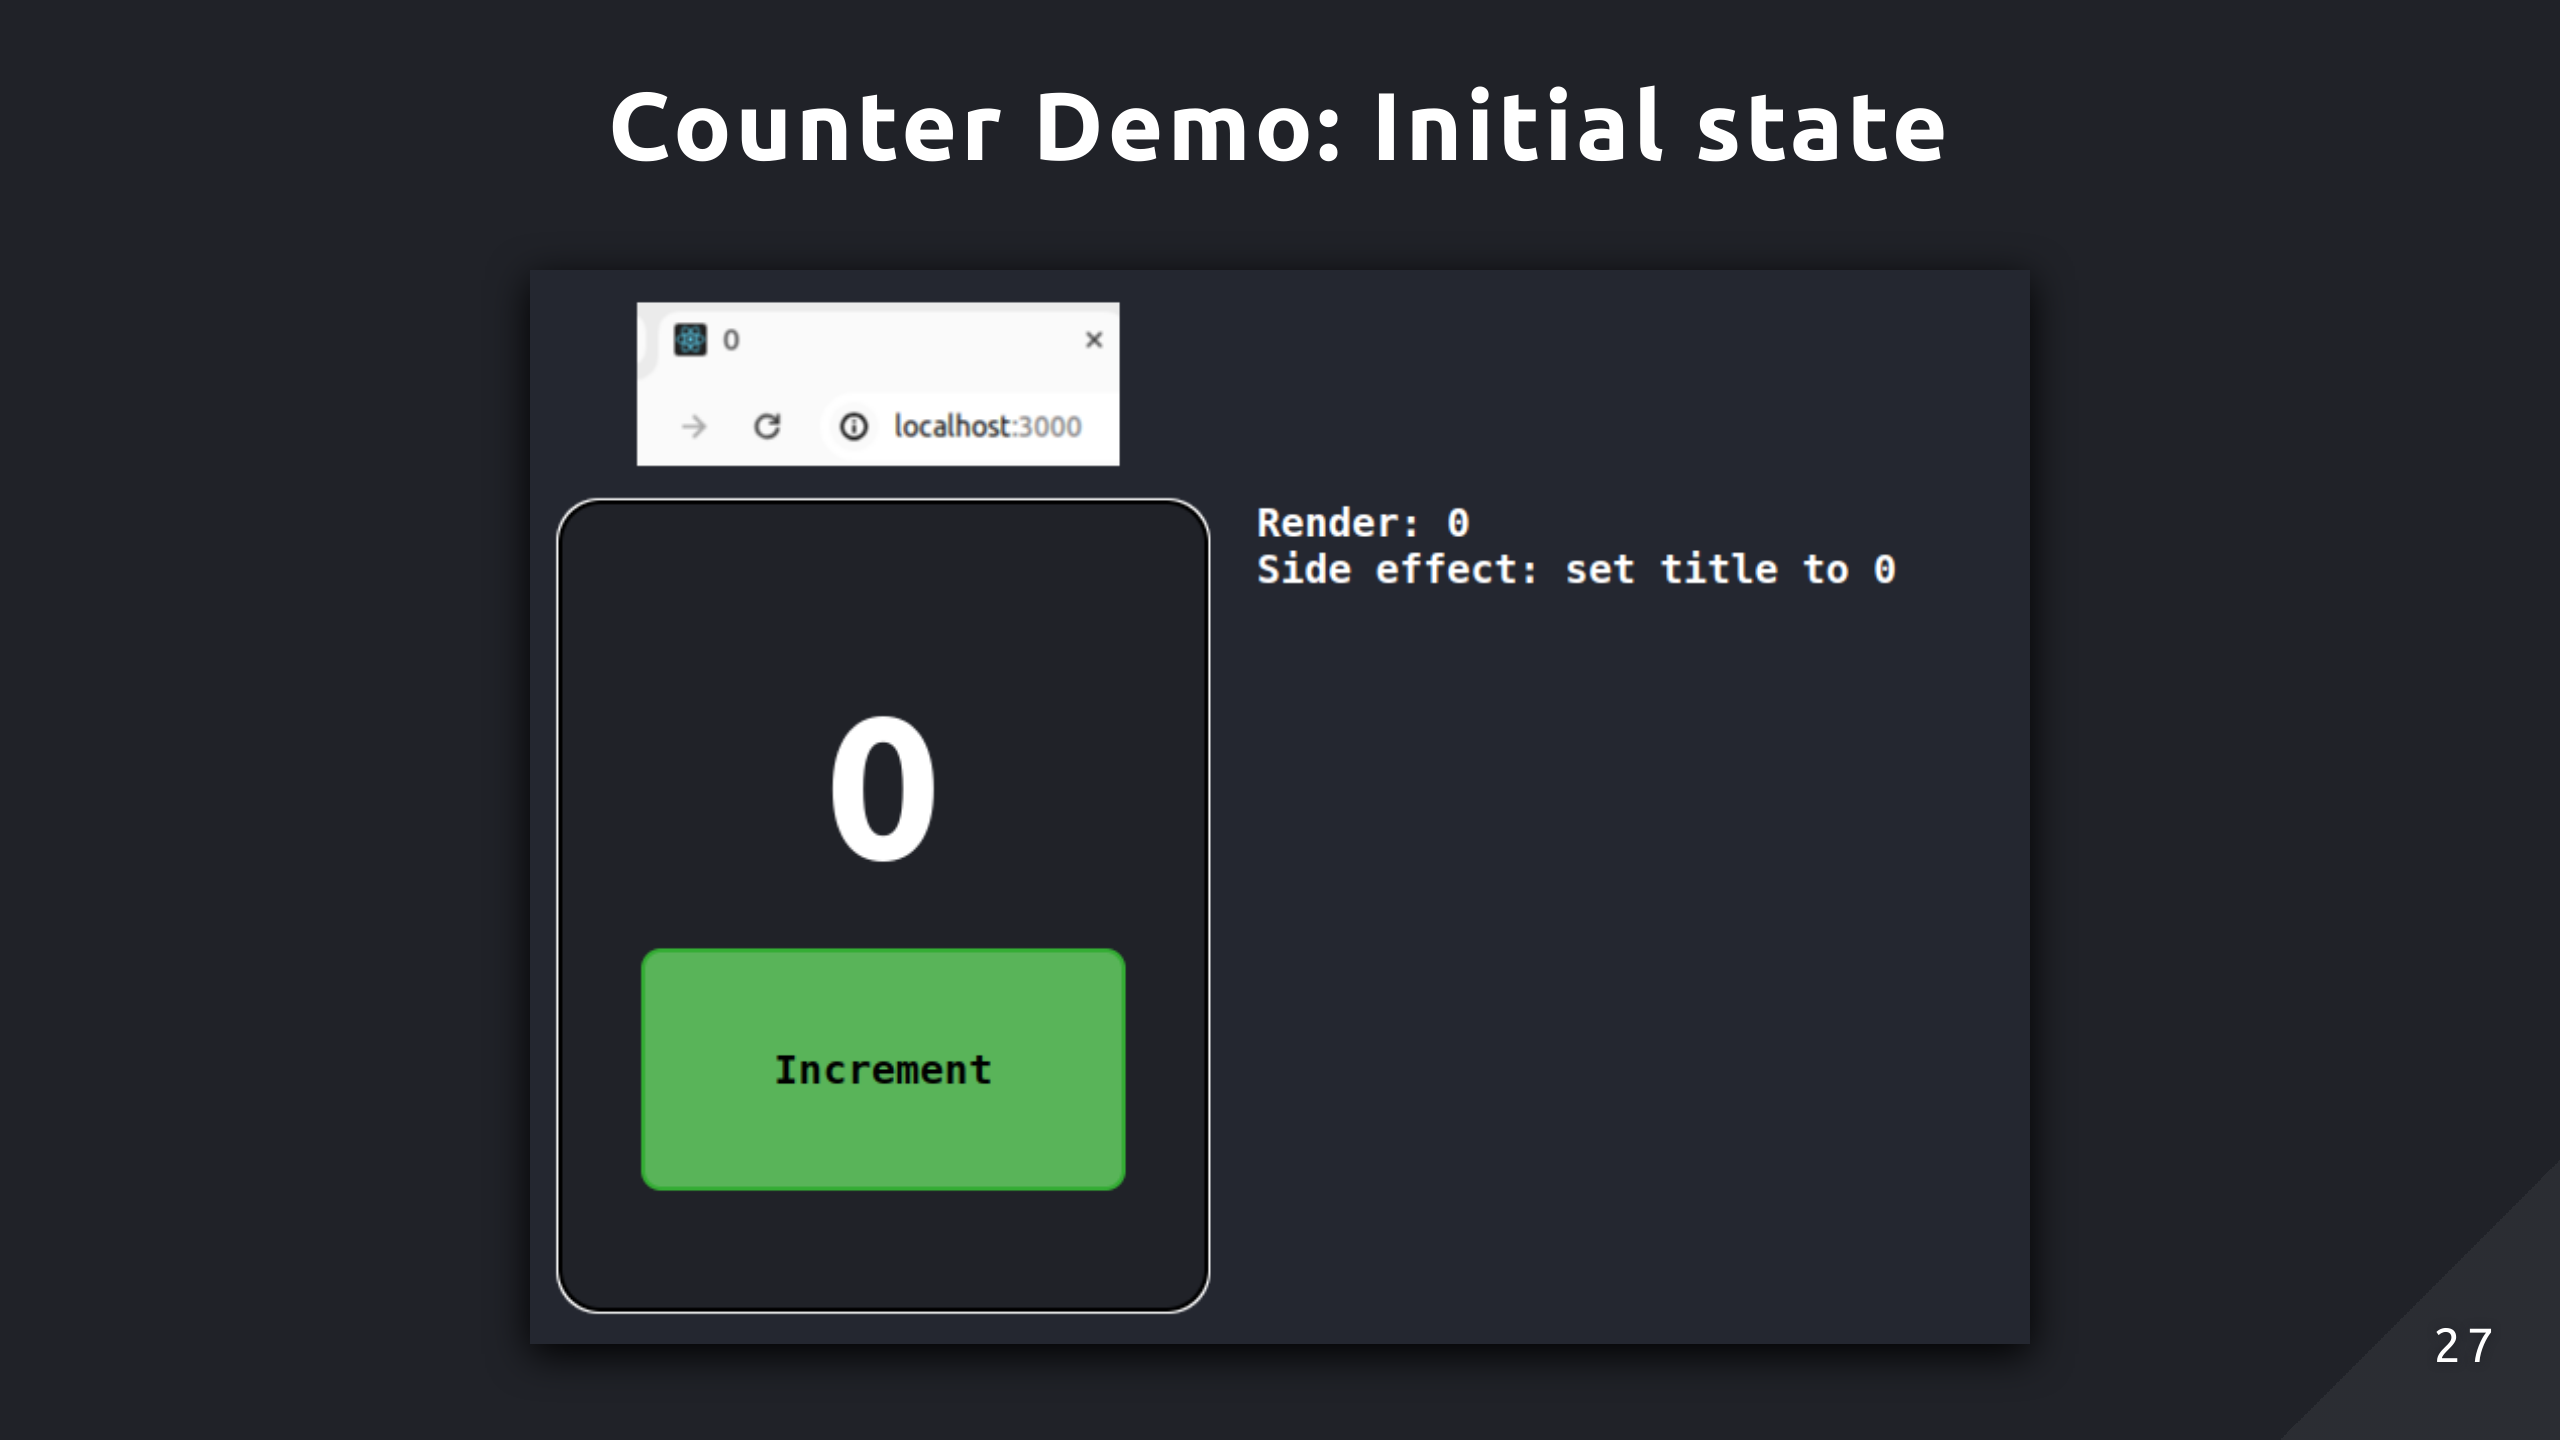 Counter Demo: Initial state
0
localhost:3000
Render: 0
Side effect: set title to 0
0
Increment
27